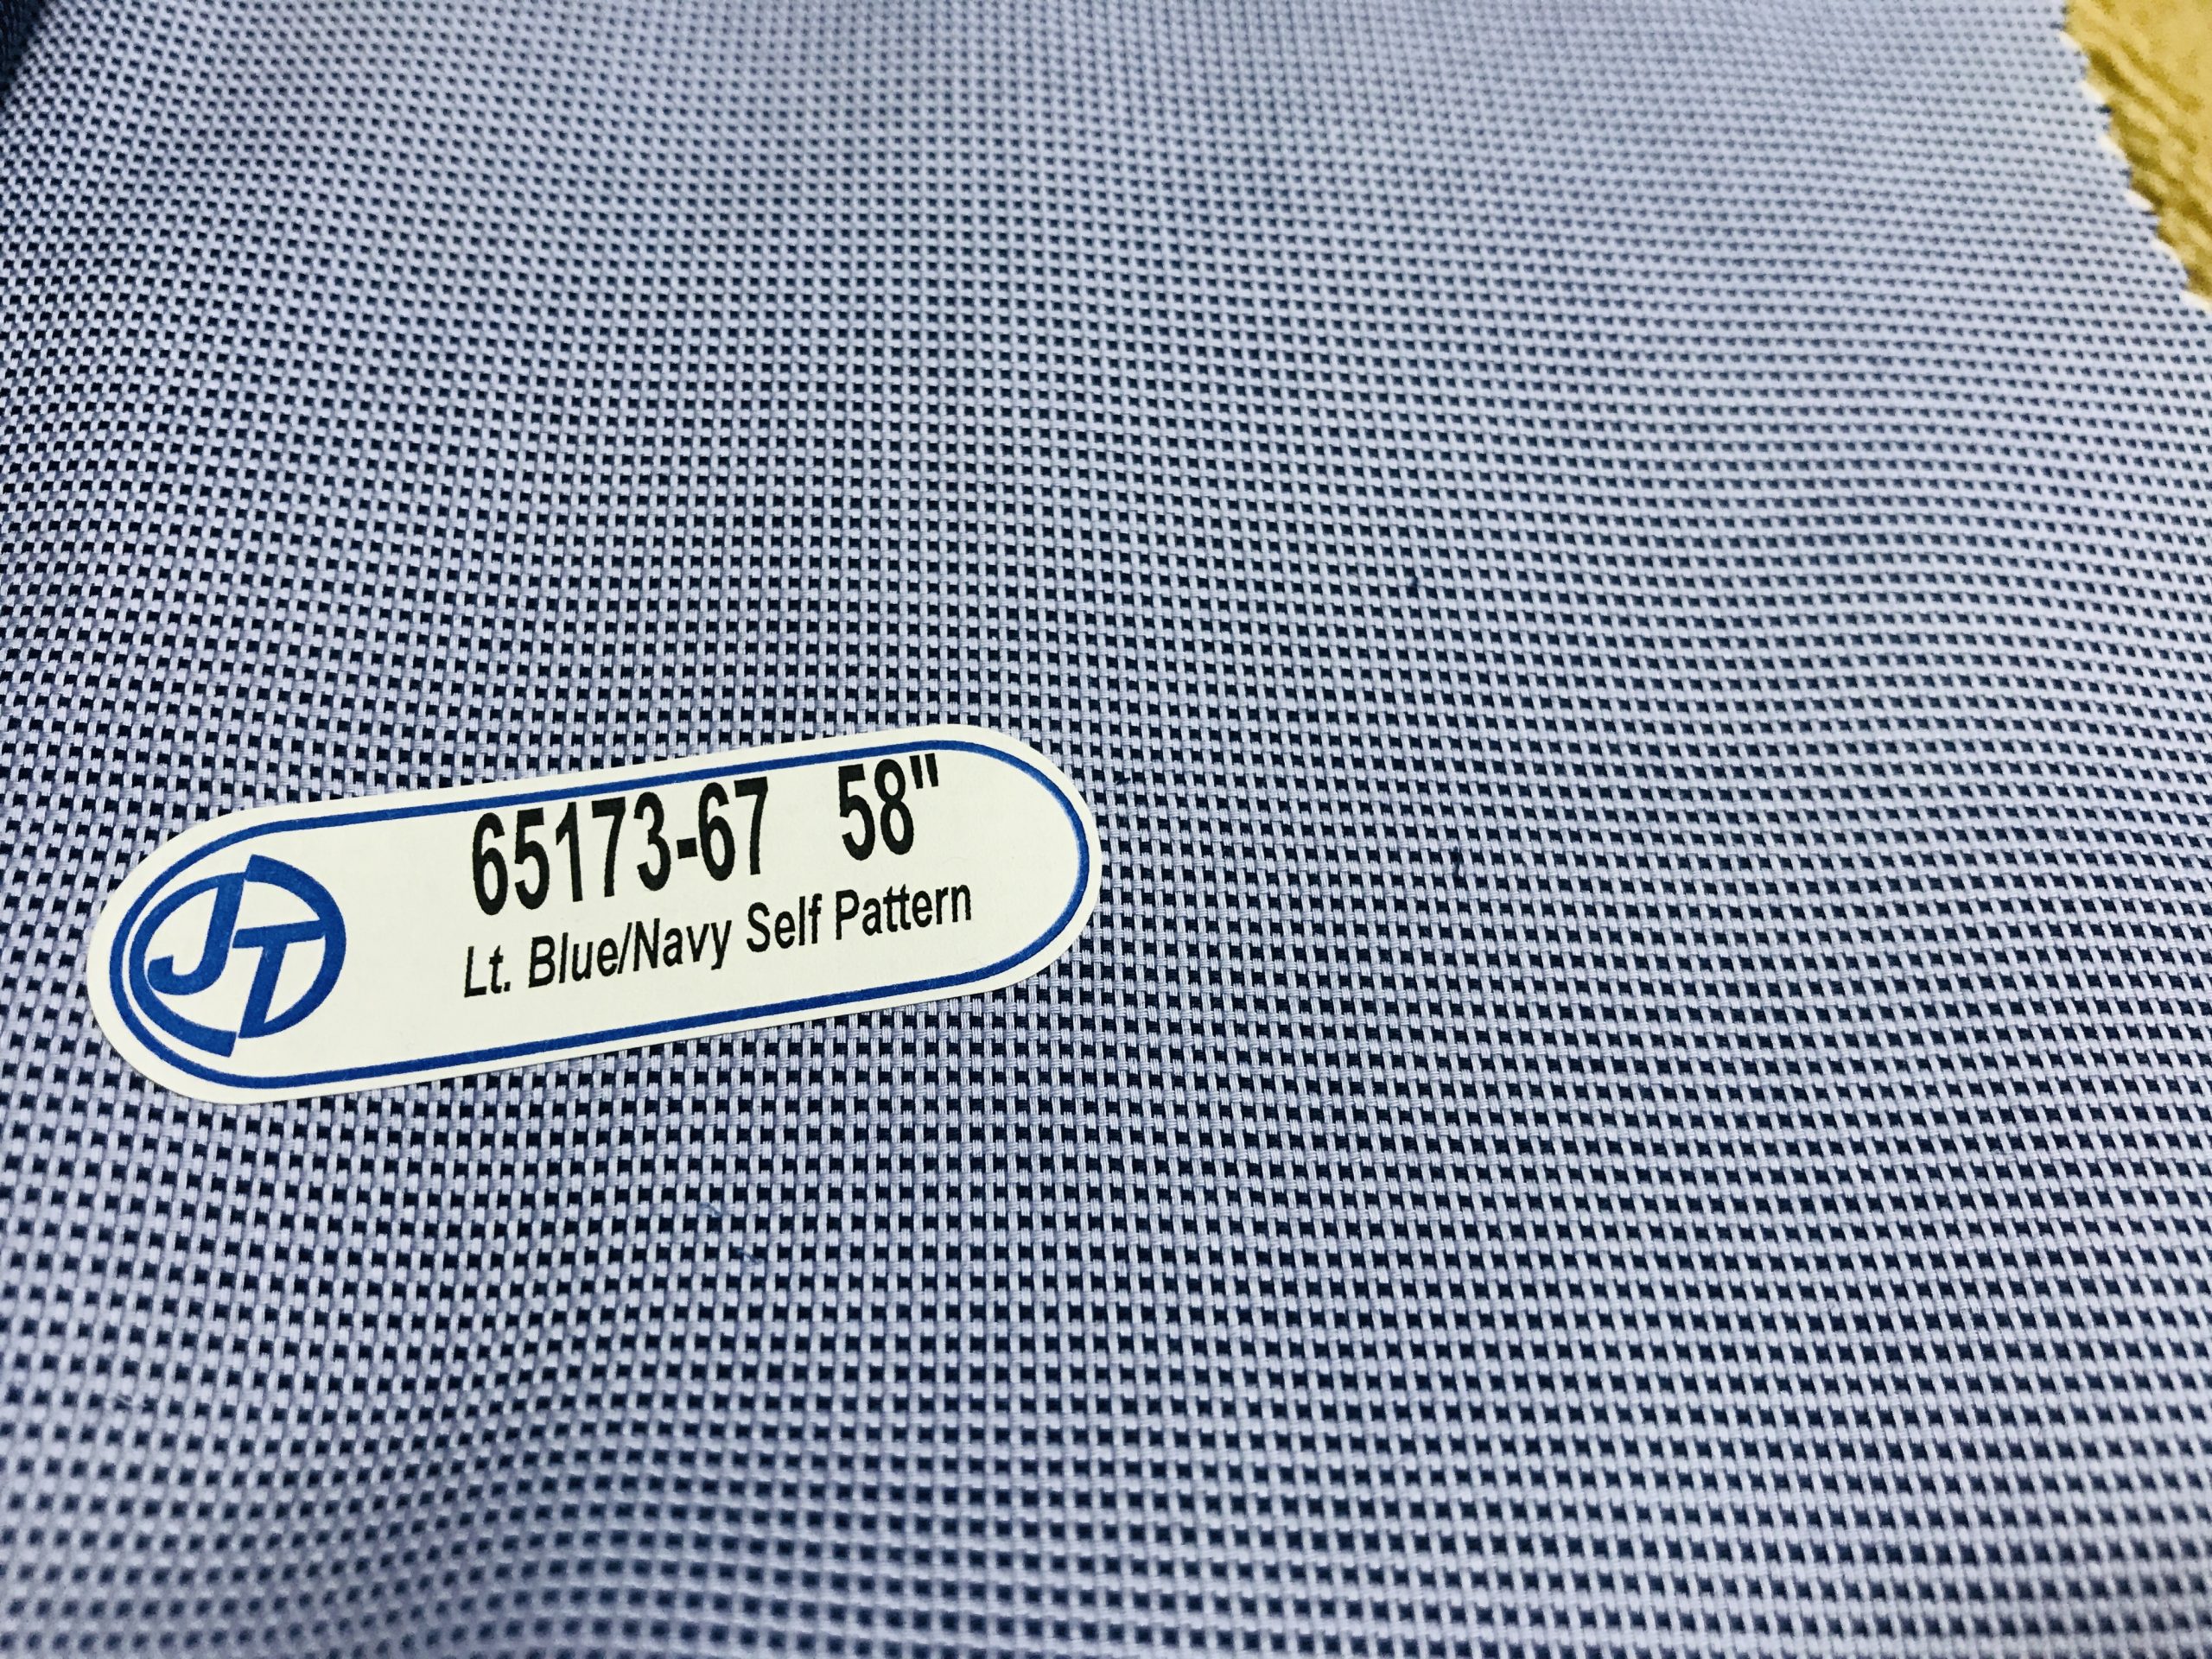 JT
65173-67 58"
Lt. Blue/Navy Self Pattern